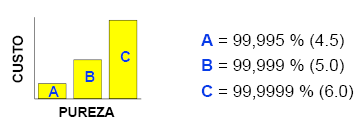 CUSTO
A
B
C
PUREZA
A = 99,995 % (4.5)
B = 99,999 % (5.0)
C = 99,9999 % (6.0)